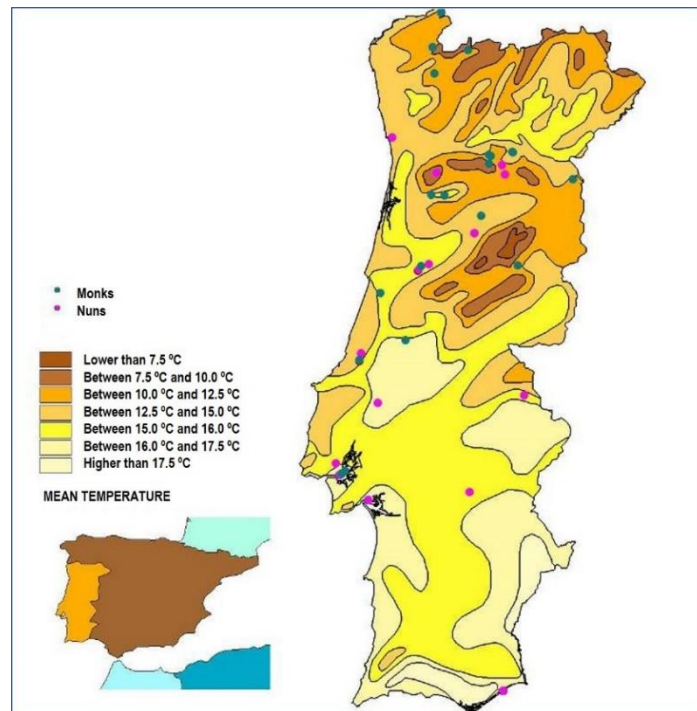 Monks
Nuns
Lower than 7.5 ºC
Between 7.5 ºC and 10.0 ºC
Between 10.0 ºC and 12.5 ºC
Between 12.5 ºC and 15.0 ºC
Between 15.0 ºC and 16.0 ºC
Between 16.0 ºC and 17.5 ºC
Higher than 17.5 ºC
MEAN TEMPERATURE